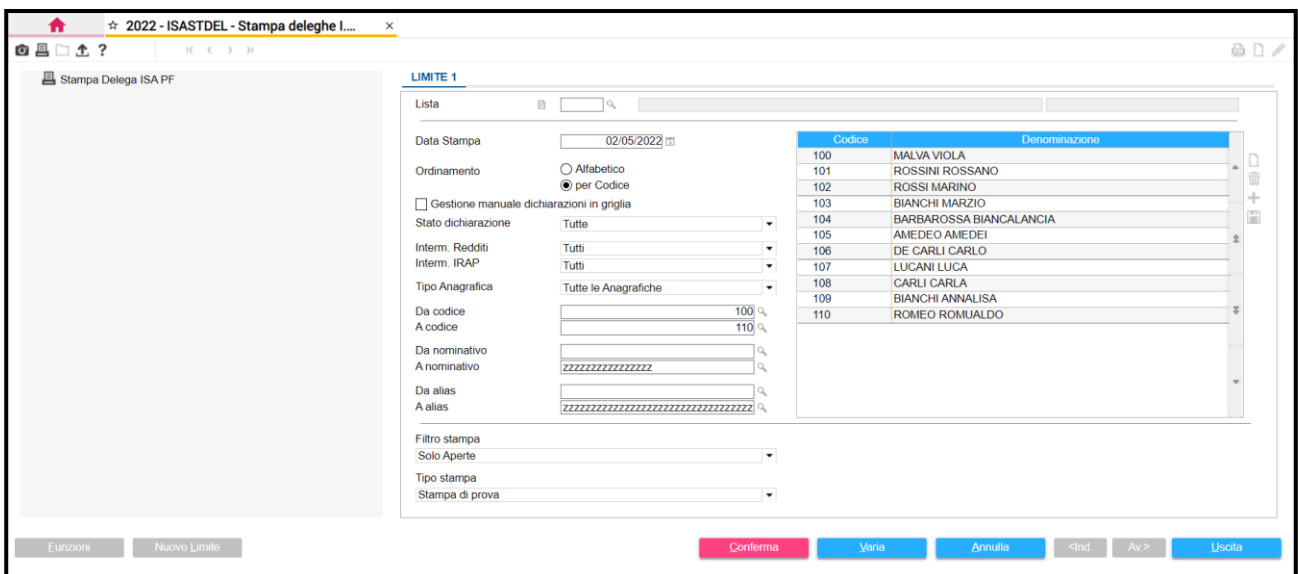 ☆ 2022 - ISASTDEL - Stampa deleghe I.... ×
?
Stampa Delega ISA PF
LIMITE 1
Lista
Data Stampa 02/05/2022
Ordinamento
Alfabetico
per Codice
Gestione manuale dichiarazioni in griglia
Stato dichiarazione Tutte
Interm. Redditi Tutti
Interm. IRAP Tutti
Tipo Anagrafica Tutte le Anagrafiche
Da codice 100
A codice 110
Da nominativo
A nominativo zzzzzzzzzzzzzzzz
Da alias
A alias zzzzzzzzzzzzzzzzzzzzzzzzzzzzzzzzzzz
Filtro stampa
Solo Aperte
Tipo stampa
Stampa di prova
Codice Denominazione
100 MALVA VIOLA
101 ROSSINI ROSSANO
102 ROSSI MARINO
103 BIANCHI MARZIO
104 BARBAROSSA BIANCALANCIA
105 AMEDEO AMEDEI
106 DE CARLI CARLO
107 LUCANI LUCA
108 CARLI CARLA
109 BIANCHI ANNALISA
110 ROMEO ROMUALDO
Funzioni Nuovo Limite Conferma Varia Annulla <Ind. Av.> Uscita